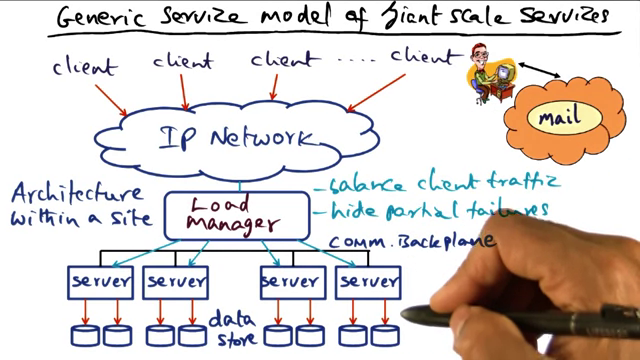 Generic service model of giant scale services
client client client ···· client
mail
IP Network
Architecture within a site
Load Manager
- balance client traffic
- hide partial failures
comm. Backplane
server server server server
data store